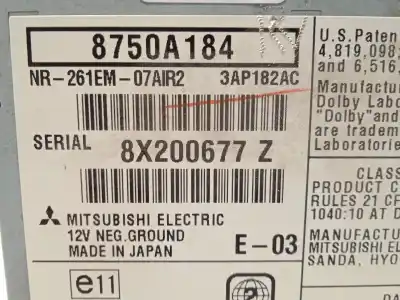 8750A184
NR-261EM-07AIR2 3AP182AC
SERIAL 8X200677 Z
MITSUBISHI ELECTRIC
12V NEG.GROUND
MADE IN JAPAN E-03
e11
U.S. Paten
4,819,098;
and 6,516,
Manufactur
Dolby Labo
"Dolby" and
are tradem
Laboratorie
CLASS
PRODUCT C
RULES 21 CF
1040:10 AT D
MANUFACTUR
MITSUBISHI EL
SANDA, HYO